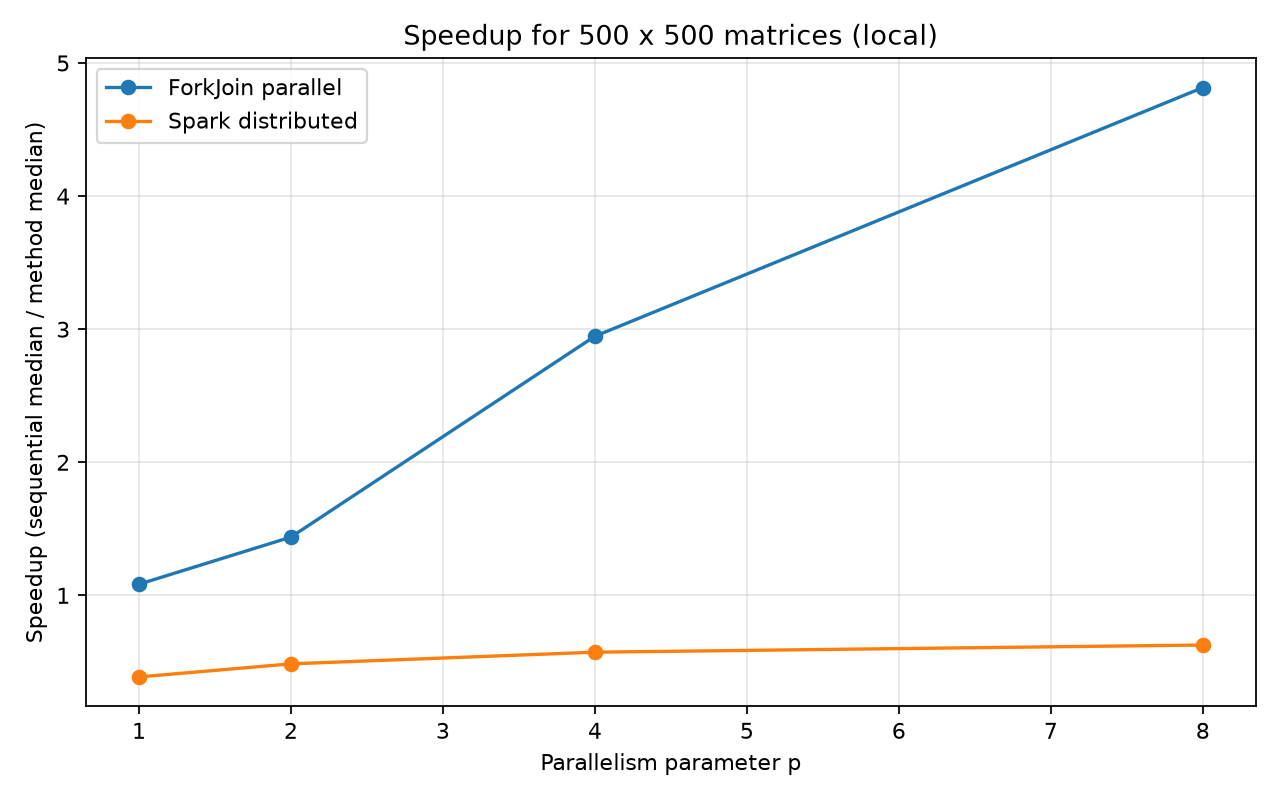 Speedup for 500 x 500 matrices (local)
ForkJoin parallel
Spark distributed
Speedup (sequential median / method median)
5
4
3
2
1
1 2 3 4 5 6 7 8
Parallelism parameter p